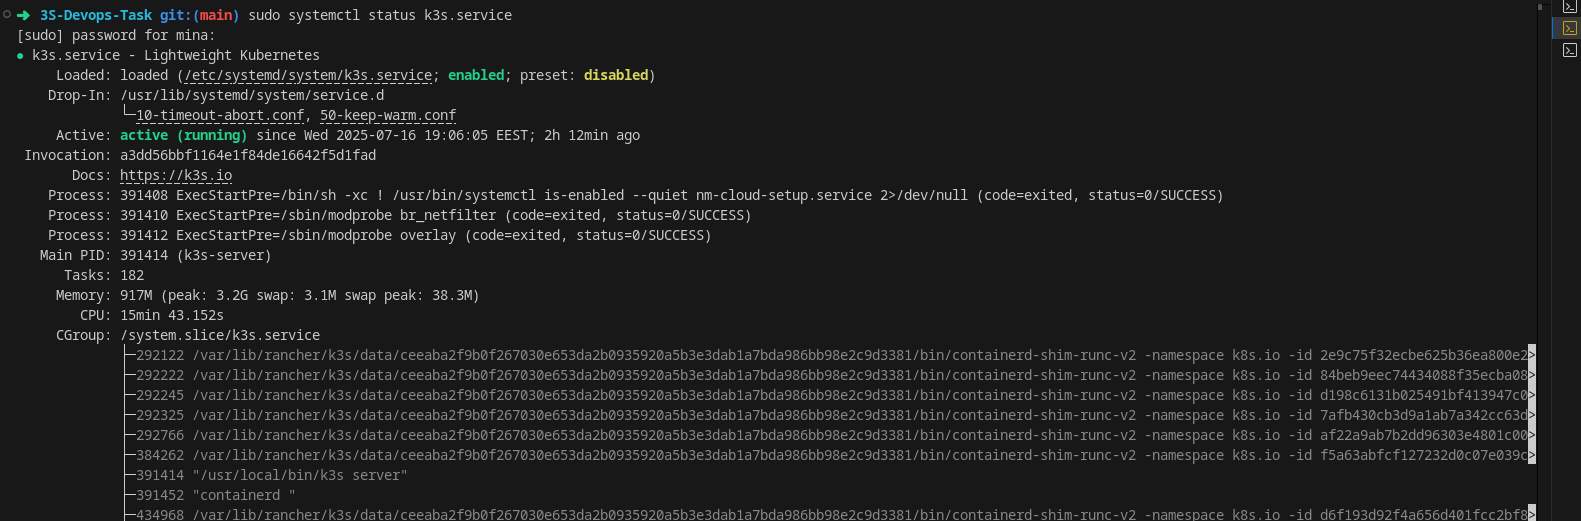 ➜ 3S-Devops-Task git:(main) sudo systemctl status k3s.service
[sudo] password for mina:
● k3s.service - Lightweight Kubernetes
Loaded: loaded (/etc/systemd/system/k3s.service; enabled; preset: disabled)
Drop-In: /usr/lib/systemd/system/service.d
└─10-timeout-abort.conf, 50-keep-warm.conf
Active: active (running) since Wed 2025-07-16 19:06:05 EEST; 2h 12min ago
Invocation: a3dd56bbf1164e1f84de16642f5d1fad
Docs: https://k3s.io
Process: 391408 ExecStartPre=/bin/sh -xc ! /usr/bin/systemctl is-enabled --quiet nm-cloud-setup.service 2>/dev/null (code=exited, status=0/SUCCESS)
Process: 391410 ExecStartPre=/sbin/modprobe br_netfilter (code=exited, status=0/SUCCESS)
Process: 391412 ExecStartPre=/sbin/modprobe overlay (code=exited, status=0/SUCCESS)
Main PID: 391414 (k3s-server)
Tasks: 182
Memory: 917M (peak: 3.2G swap: 3.1M swap peak: 38.3M)
CPU: 15min 43.152s
CGroup: /system.slice/k3s.service
├─292122 /var/lib/rancher/k3s/data/ceeaba2f9b0f267030e653da2b0935920a5b3e3dab1a7bda986bb98e2c9d3381/bin/containerd-shim-runc-v2 -namespace k8s.io -id 2e9c75f32ecbe625b36ea800e2>
├─292222 /var/lib/rancher/k3s/data/ceeaba2f9b0f267030e653da2b0935920a5b3e3dab1a7bda986bb98e2c9d3381/bin/containerd-shim-runc-v2 -namespace k8s.io -id 84beb9eec74434088f35ecba08>
├─292245 /var/lib/rancher/k3s/data/ceeaba2f9b0f267030e653da2b0935920a5b3e3dab1a7bda986bb98e2c9d3381/bin/containerd-shim-runc-v2 -namespace k8s.io -id d198c6131b025491bf413947c0>
├─292325 /var/lib/rancher/k3s/data/ceeaba2f9b0f267030e653da2b0935920a5b3e3dab1a7bda986bb98e2c9d3381/bin/containerd-shim-runc-v2 -namespace k8s.io -id 7afb430cb3d9a1ab7a342cc63d>
├─292766 /var/lib/rancher/k3s/data/ceeaba2f9b0f267030e653da2b0935920a5b3e3dab1a7bda986bb98e2c9d3381/bin/containerd-shim-runc-v2 -namespace k8s.io -id af22a9ab7b2dd96303e4801c00>
├─384262 /var/lib/rancher/k3s/data/ceeaba2f9b0f267030e653da2b0935920a5b3e3dab1a7bda986bb98e2c9d3381/bin/containerd-shim-runc-v2 -namespace k8s.io -id f5a63abfcf127232d0c07e039c>
├─391414 "/usr/local/bin/k3s server"
├─391452 "containerd "
├─434968 /var/lib/rancher/k3s/data/ceeaba2f9b0f267030e653da2b0935920a5b3e3dab1a7bda986bb98e2c9d3381/bin/containerd-shim-runc-v2 -namespace k8s.io -id d6f193d92f4a656d401fcc2bf8>